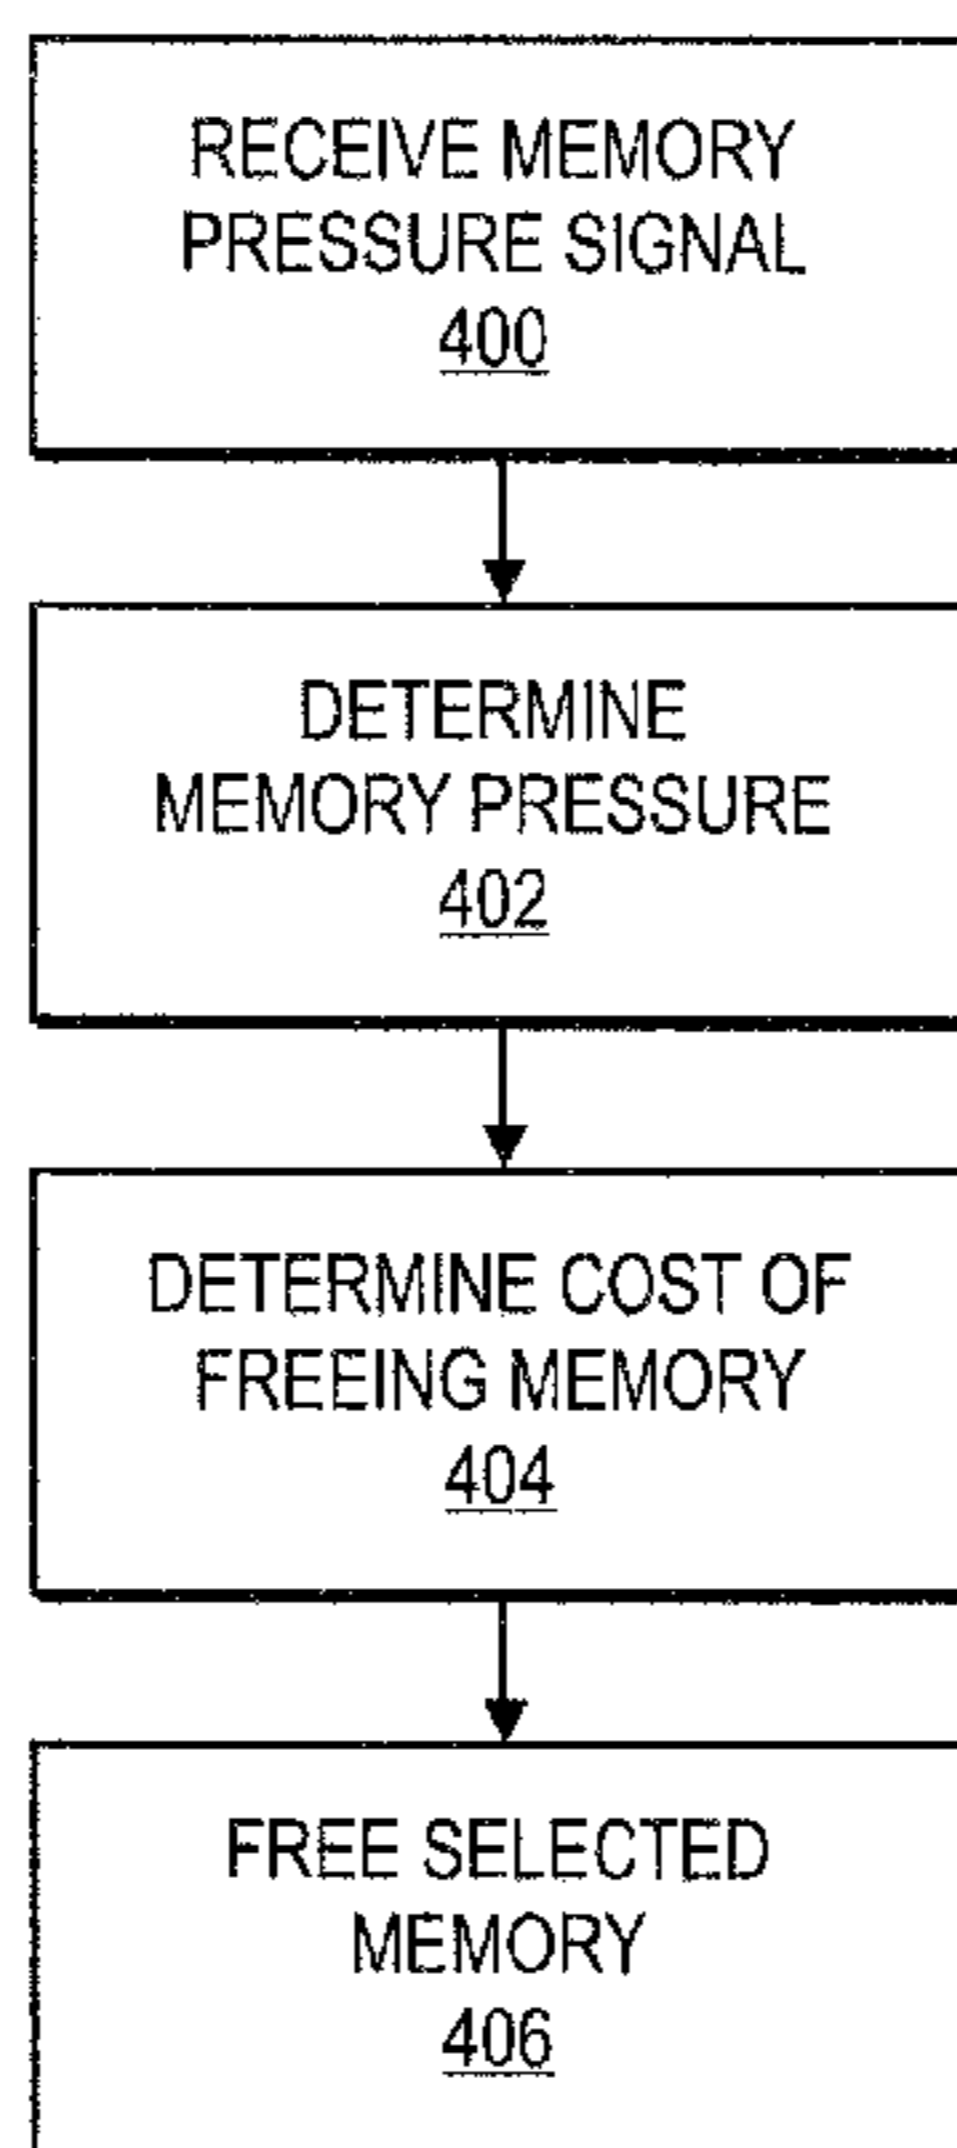 RECEIVE MEMORY
PRESSURE SIGNAL
400
DETERMINE
MEMORY PRESSURE
402
DETERMINE COST OF
FREEING MEMORY
404
FREE SELECTED
MEMORY
406